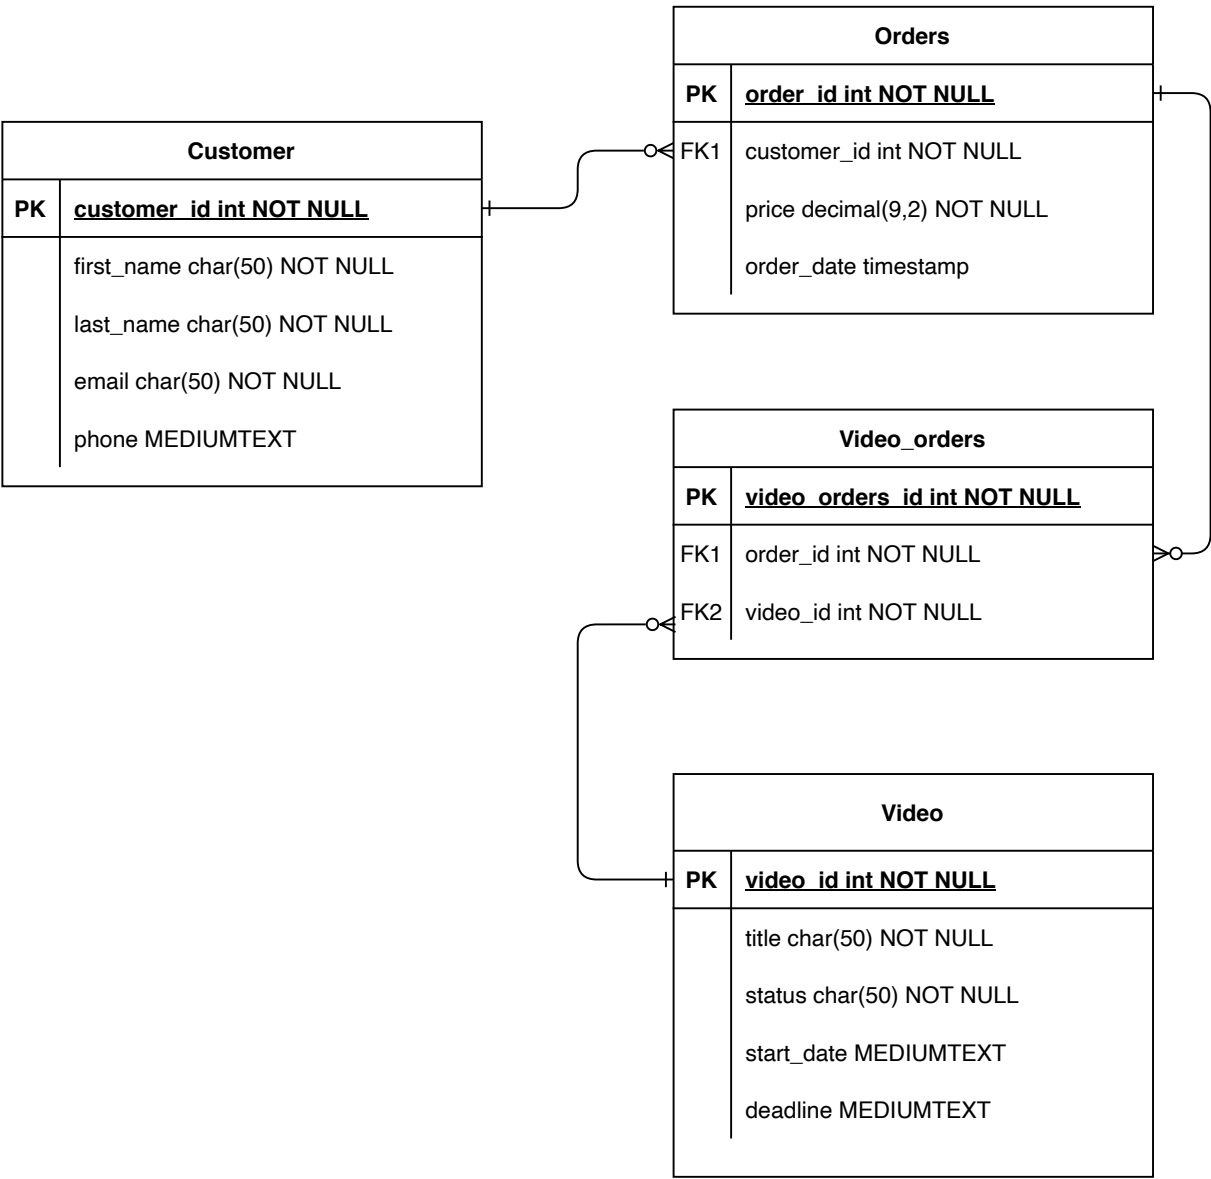 Orders
PK order_id int NOT NULL
FK1 customer_id int NOT NULL
price decimal(9,2) NOT NULL
order_date timestamp
Customer
PK customer_id int NOT NULL
first_name char(50) NOT NULL
last_name char(50) NOT NULL
email char(50) NOT NULL
phone MEDIUMTEXT
Video_orders
PK video_orders_id int NOT NULL
FK1 order_id int NOT NULL
FK2 video_id int NOT NULL
Video
PK video_id int NOT NULL
title char(50) NOT NULL
status char(50) NOT NULL
start_date MEDIUMTEXT
deadline MEDIUMTEXT